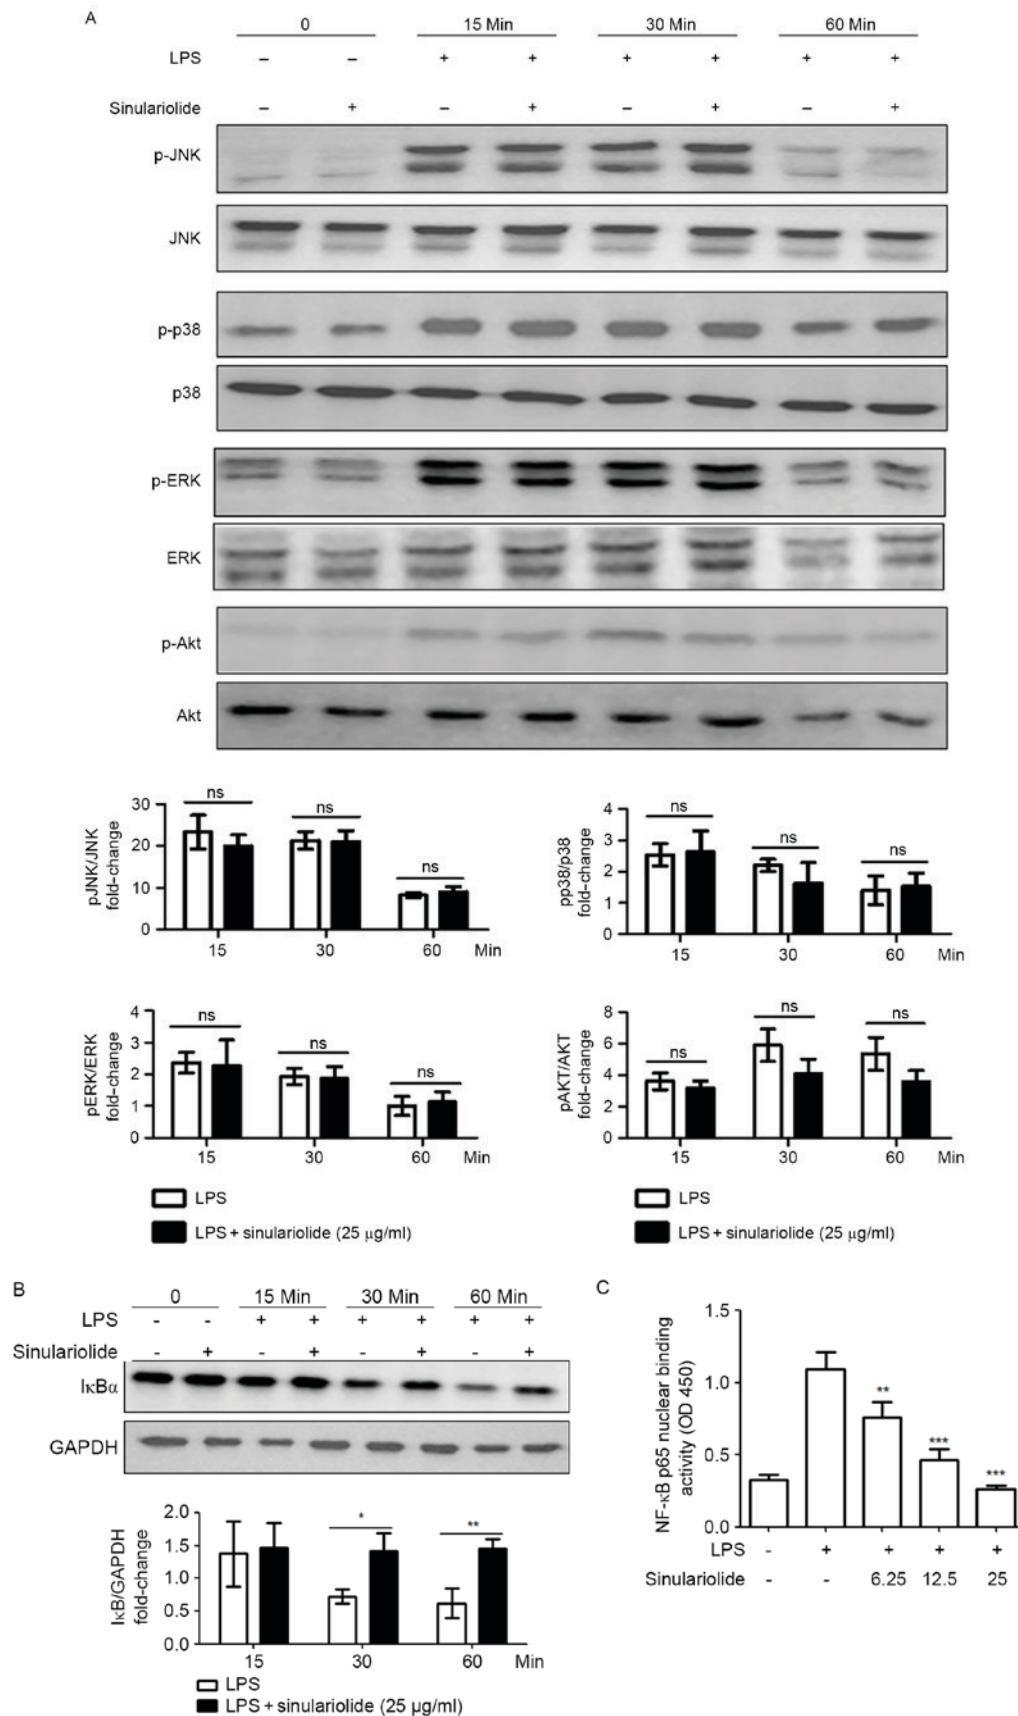 A
0 15 Min 30 Min 60 Min
LPS – – + + + + + +
Sinulariolide – + – + – + – +
p-JNK
JNK
p-p38
p38
p-ERK
ERK
p-Akt
Akt
pJNK/JNK
fold-change
30
20
10
0
ns ns ns
15 30 60 Min
pp38/p38
fold-change
4
3
2
1
0
ns ns ns
15 30 60 Min
pERK/ERK
fold-change
4
3
2
1
0
ns ns ns
15 30 60 Min
pAKT/AKT
fold-change
8
6
4
2
0
ns ns ns
15 30 60 Min
LPS
LPS + sinulariolide (25 μg/ml)
LPS
LPS + sinulariolide (25 μg/ml)
B
0 15 Min 30 Min 60 Min
LPS - - + + + + + +
Sinulariolide - + - + - + - +
IκBα
GAPDH
IκB/GAPDH
fold-change
2.0
1.5
1.0
0.5
0.0
* **
15 30 60 Min
LPS
LPS + sinulariolide (25 μg/ml)
C
NF-κB p65 nuclear binding
activity (OD 450)
1.5
1.0
0.5
0.0
** *** ***
LPS - + + + +
Sinulariolide - - 6.25 12.5 25